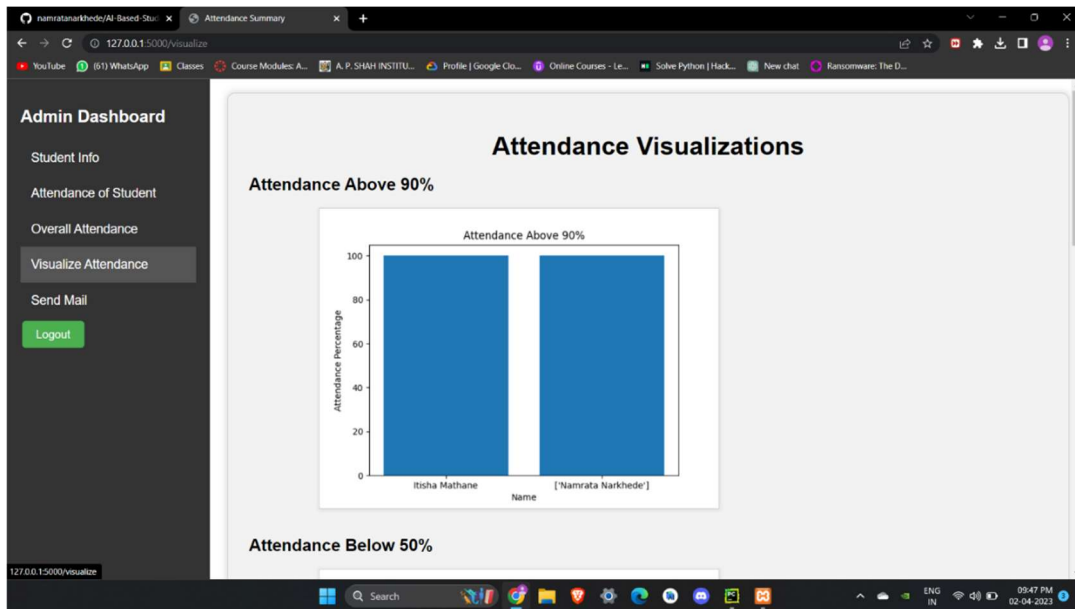 namratanarkhede/AI-Based-Stud
Attendance Summary
127.0.0.1:5000/visualize
YouTube
(61) WhatsApp
Classes
Course Modules: A...
A. P. SHAH INSTITU...
Profile | Google Clo...
Online Courses - Le...
Solve Python | Hack...
New chat
Ransomware: The D...
Admin Dashboard
Student Info
Attendance of Student
Overall Attendance
Visualize Attendance
Send Mail
Logout
Attendance Visualizations
Attendance Above 90%
Attendance Above 90%
Attendance Percentage
100
80
60
40
20
0
Itisha Mathane
['Namrata Narkhede']
Name
Attendance Below 50%
127.0.0.1:5000/visualize
Search
ENG
IN
09:47 PM
02-04-2023
3